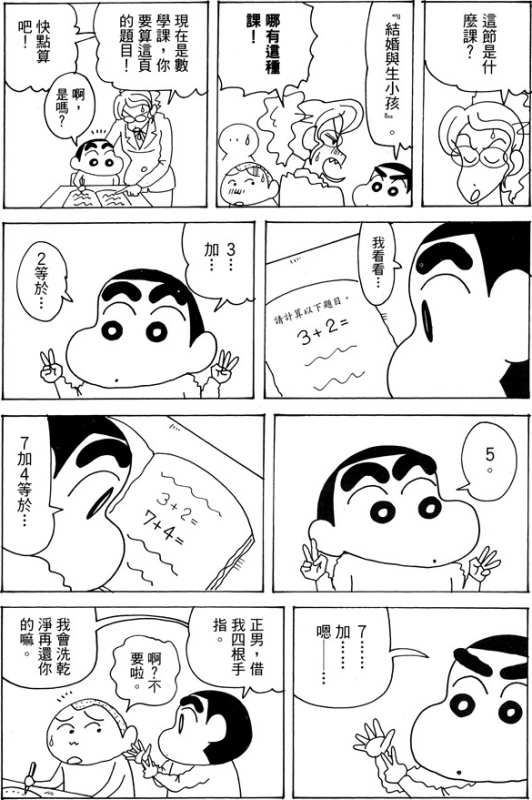 這節是什
麼課？
『結婚與生小孩』。
哪有這種
課！
…
現在是數
學課，你
要算這頁
的題目！
快點算
吧！
啊，
是嗎？
我看看…
請計算以下題目。
3+2=
3…
加…
2等於…
5。
3+2=
7+4=
7加4等於…
7……
加……
嗯………
正男，借
我四根手
指。
啊？不
要啦。
我會洗乾
淨再還你
的嘛。